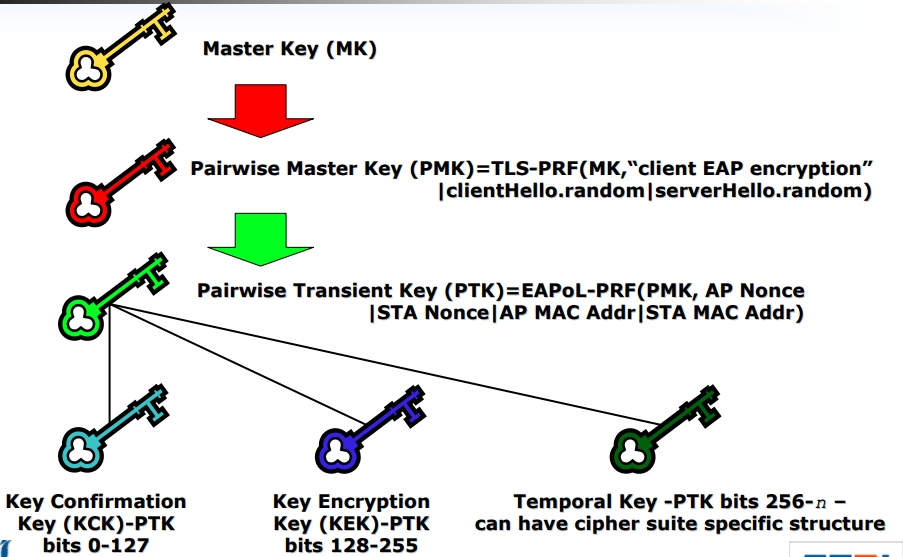 Master Key (MK)
Pairwise Master Key (PMK)=TLS-PRF(MK,“client EAP encryption”
|clientHello.random|serverHello.random)
Pairwise Transient Key (PTK)=EAPoL-PRF(PMK, AP Nonce
|STA Nonce|AP MAC Addr|STA MAC Addr)
Key Confirmation
Key (KCK)-PTK
bits 0-127
Key Encryption
Key (KEK)-PTK
bits 128-255
Temporal Key -PTK bits 256-n –
can have cipher suite specific structure